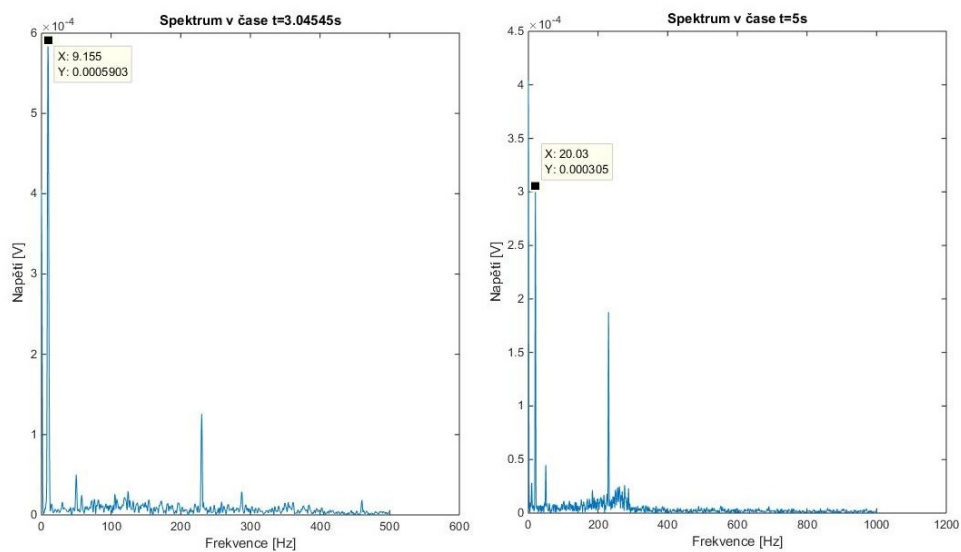 Spektrum v čase t=3.04545s
×10⁻⁴
6
5
4
3
2
1
0
X: 9.155
Y: 0.0005903
Napětí [V]
0 100 200 300 400 500 600
Frekvence [Hz]
Spektrum v čase t=5s
×10⁻⁴
4.5
4
3.5
3
2.5
2
1.5
1
0.5
0
X: 20.03
Y: 0.000305
Napětí [V]
0 200 400 600 800 1000 1200
Frekvence [Hz]